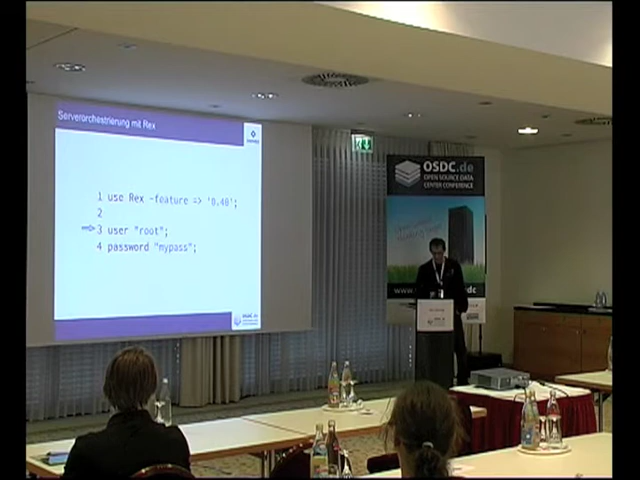 Serverorchestrierung mit Rex
1 use Rex -feature => '0.40';
2
3 user "root";
4 password "mypass";
OSDC.de
OPEN SOURCE DATA
CENTER CONFERENCE